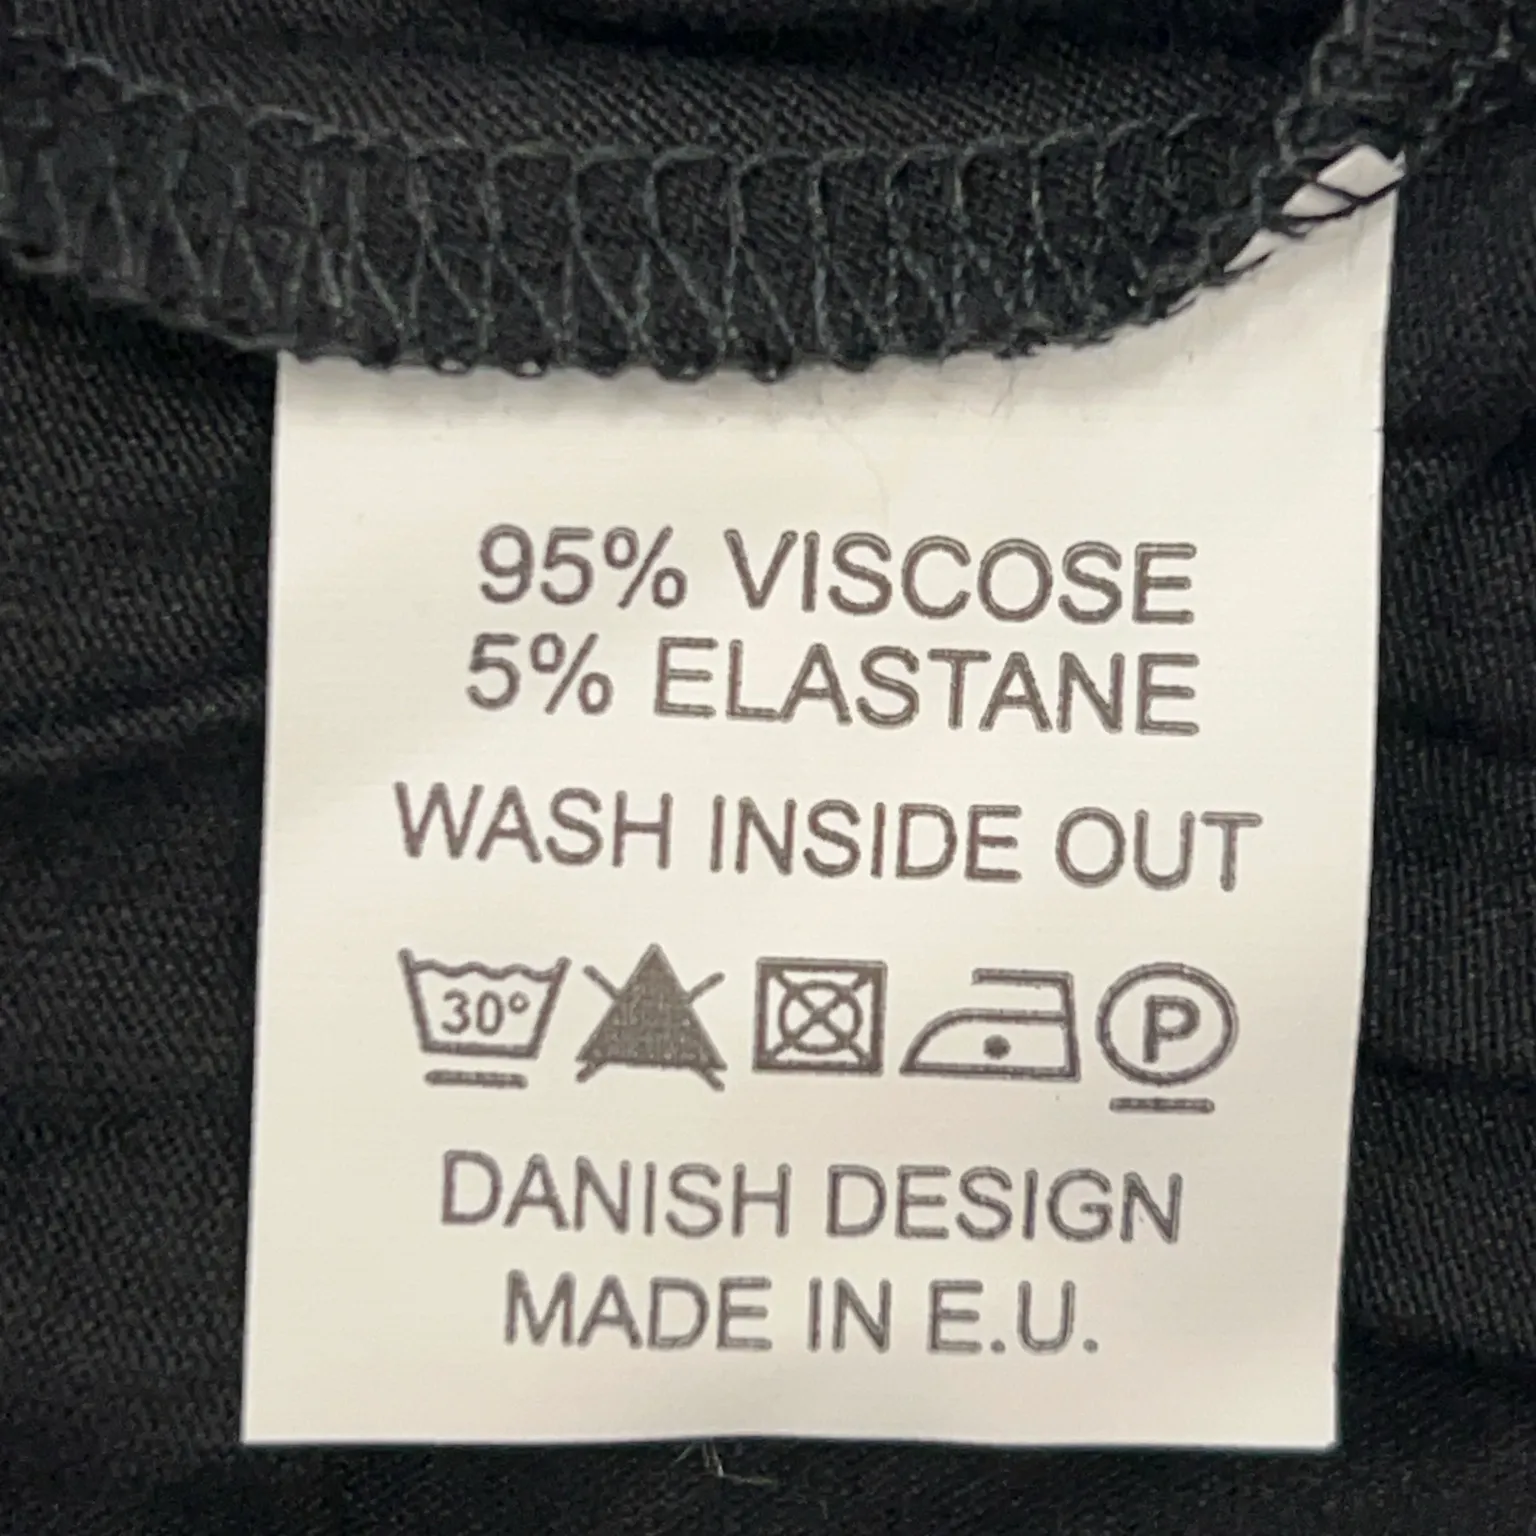 95% VISCOSE
5% ELASTANE
WASH INSIDE OUT
30° P
DANISH DESIGN
MADE IN E.U.